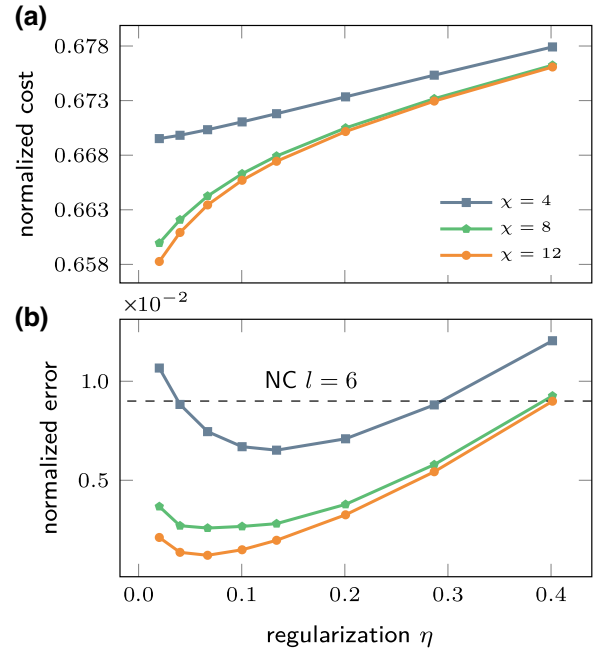 (a)
0.678
0.673
0.668
0.663
0.658
normalized cost
χ = 4
χ = 8
χ = 12
×10⁻²
(b)
NC l = 6
1.0
0.5
normalized error
0.0 0.1 0.2 0.3 0.4
regularization η